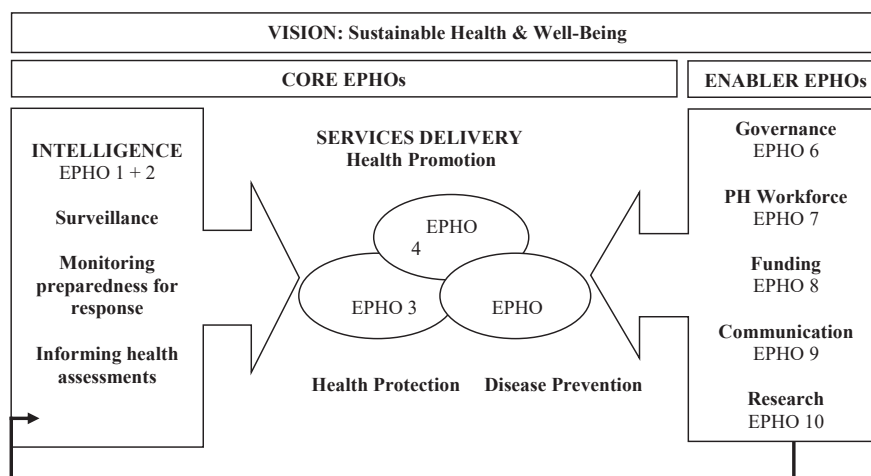 VISION: Sustainable Health & Well-Being
CORE EPHOs
ENABLER EPHOs
INTELLIGENCE
EPHO 1 + 2
Surveillance
Monitoring
preparedness for
response
Informing health
assessments
SERVICES DELIVERY
Health Promotion
EPHO
4
EPHO 3
EPHO
Health Protection
Disease Prevention
Governance
EPHO 6
PH Workforce
EPHO 7
Funding
EPHO 8
Communication
EPHO 9
Research
EPHO 10